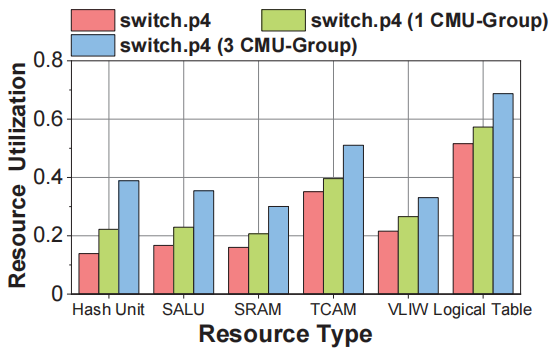 switch.p4 switch.p4 (1 CMU-Group)
switch.p4 (3 CMU-Group)
0.8
0.6
0.4
0.2
0
Resource Utilization
Hash Unit SALU SRAM TCAM VLIW Logical Table
Resource Type